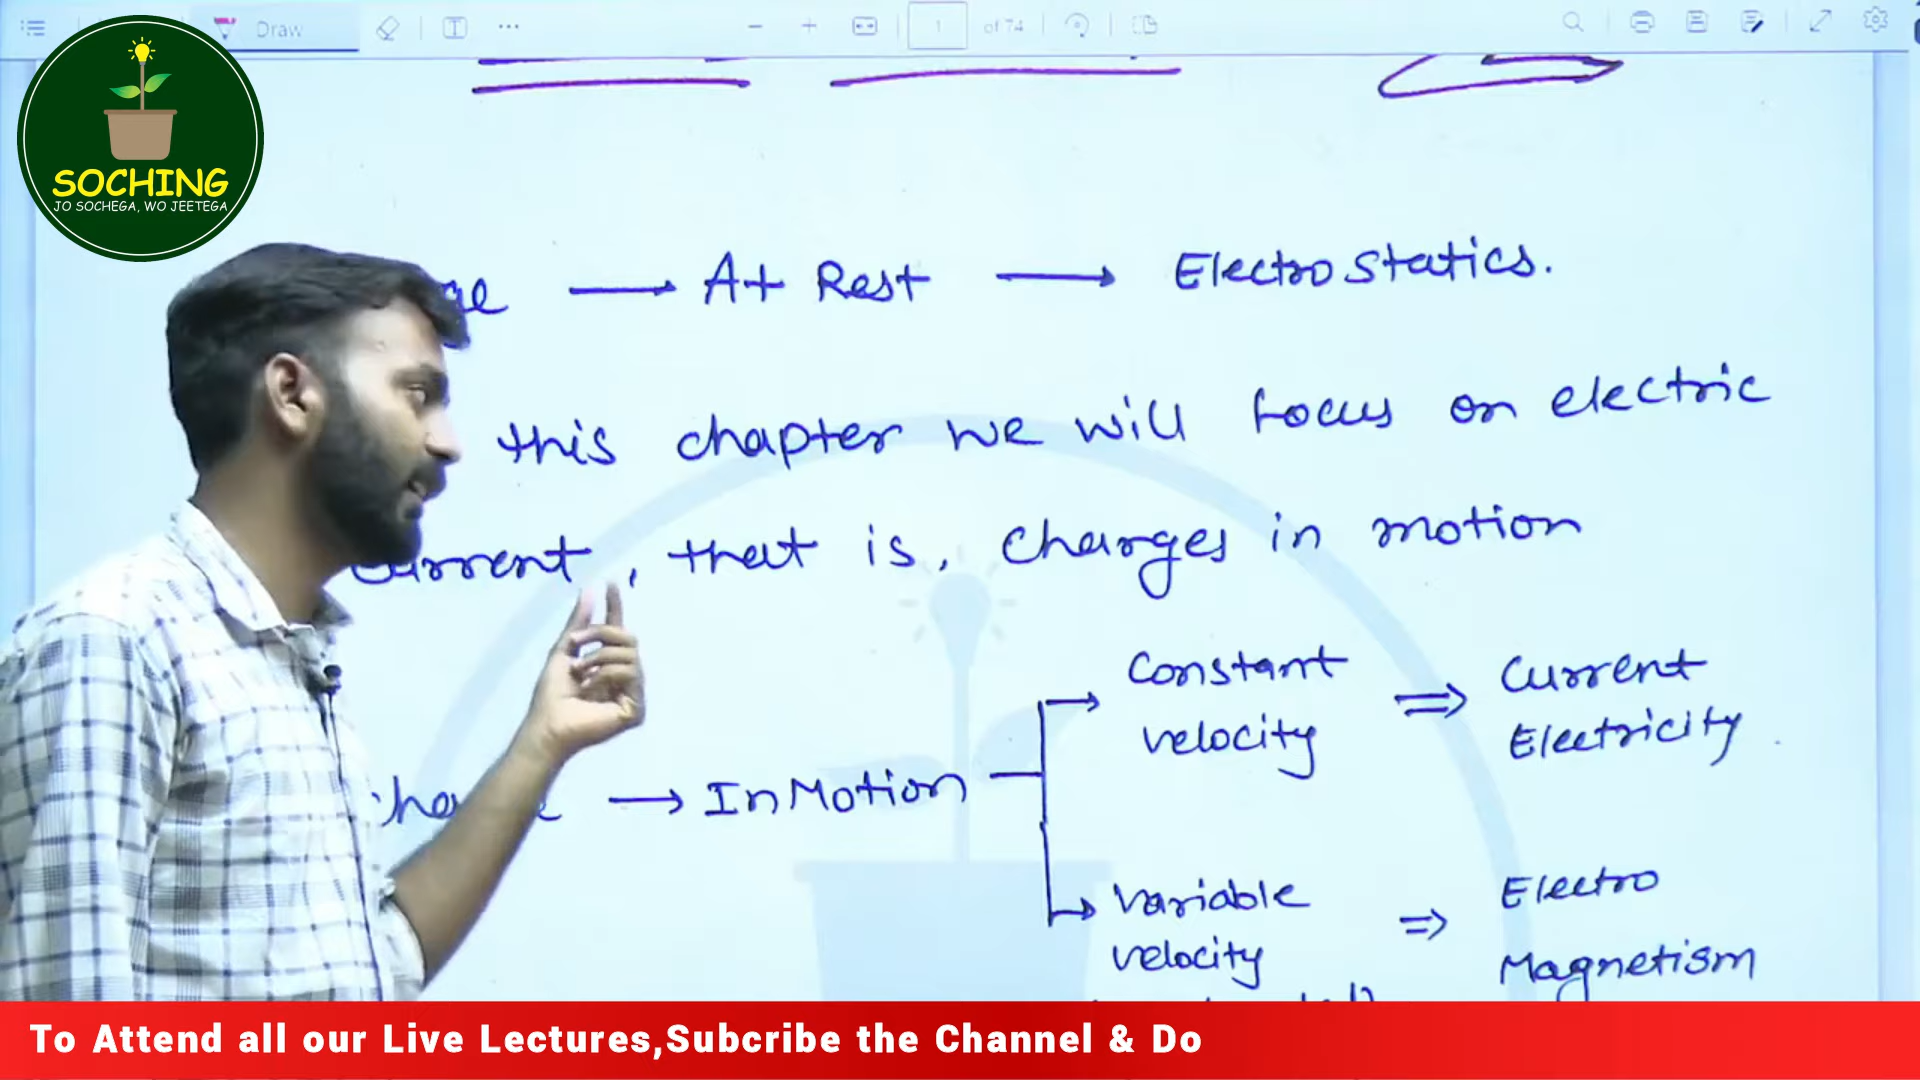 Draw
1 of 74
SOCHING
JO SOCHEGA, WO JEETEGA
At Rest → Electrostatics.
this chapter we will focus on electric
current, that is, charges in motion
Constant velocity ⇒ Current Electricity
→ In Motion
variable velocity ⇒ Electro Magnetism
To Attend all our Live Lectures,Subcribe the Channel & Do